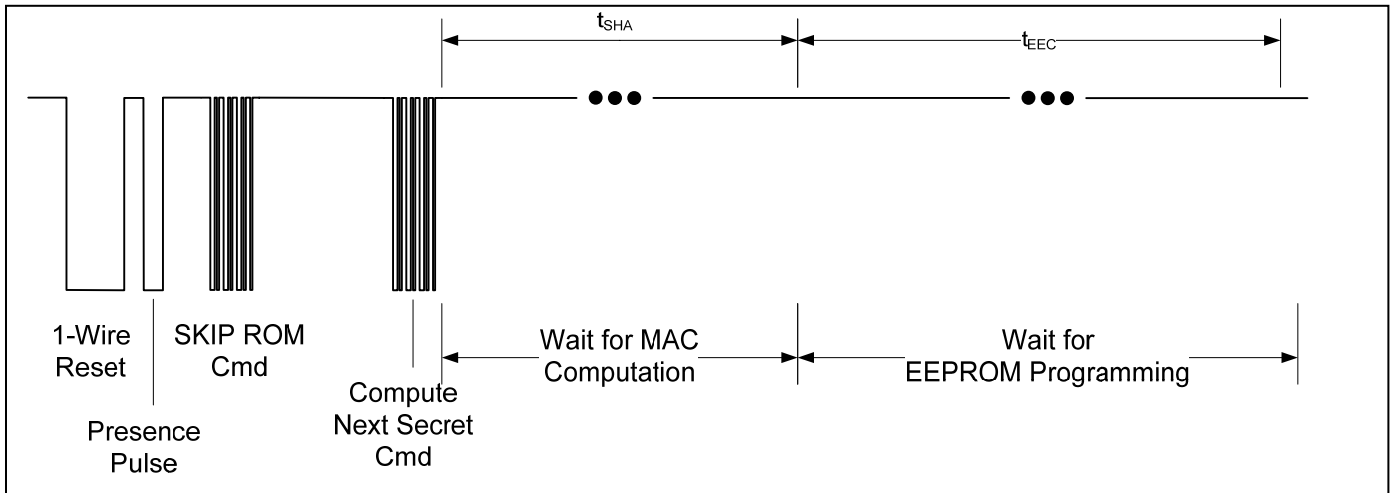 tSHA
tEEC
1-Wire
Reset
Presence
Pulse
SKIP ROM
Cmd
Compute
Next Secret
Cmd
Wait for MAC
Computation
Wait for
EEPROM Programming